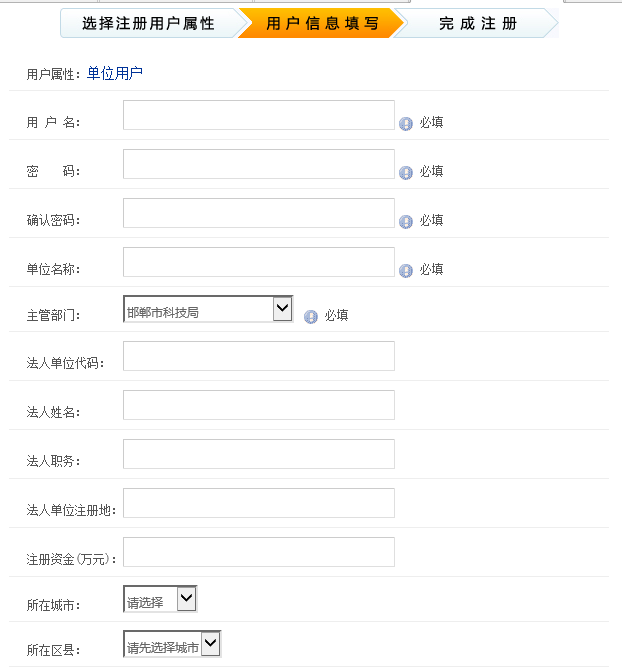 选择注册用户属性 用户信息填写 完成注册
用户属性：单位用户
用 户 名： 必填
密 码： 必填
确认密码： 必填
单位名称： 必填
主管部门： 邯郸市科技局 必填
法人单位代码：
法人姓名：
法人职务：
法人单位注册地：
注册资金(万元)：
所在城市： 请选择
所在区县： 请先选择城市